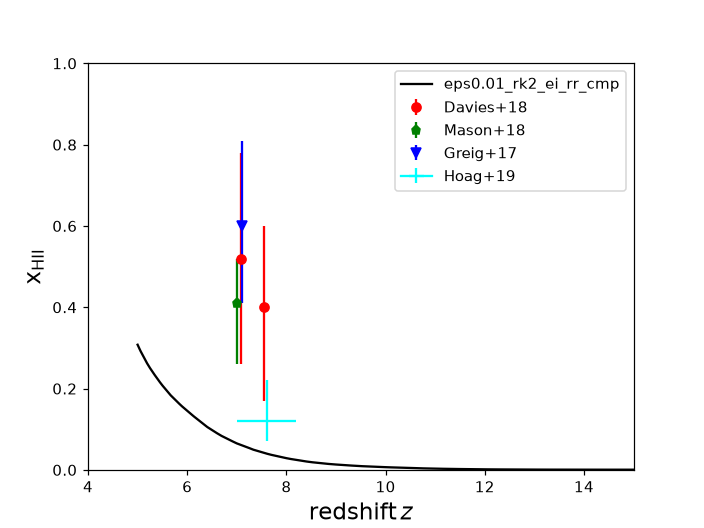 1.0
0.8
0.6
0.4
0.2
0.0
4 6 8 10 12 14
xHII
redshift z
eps0.01_rk2_ei_rr_cmp
Davies+18
Mason+18
Greig+17
Hoag+19